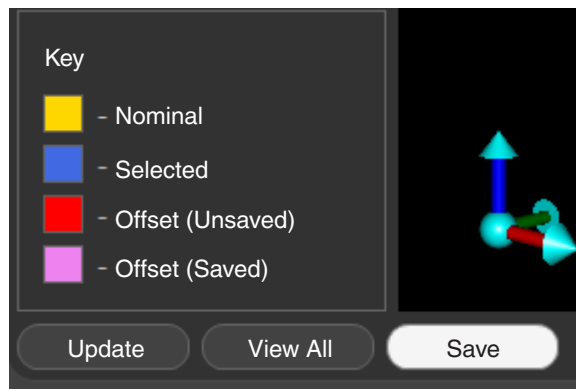 Key
- Nominal
- Selected
- Offset (Unsaved)
- Offset (Saved)
Update
View All
Save